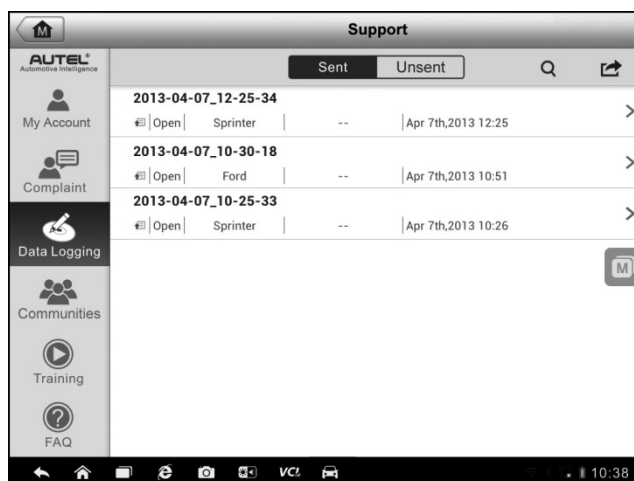 M
Support
AUTEL®
Automotive Intelligence
Sent
Unsent
My Account
2013-04-07_12-25-34
Open Sprinter -- Apr 7th,2013 12:25
2013-04-07_10-30-18
Open Ford -- Apr 7th,2013 10:51
Complaint
2013-04-07_10-25-33
Open Sprinter -- Apr 7th,2013 10:26
Data Logging
M
Communities
Training
?
FAQ
VCI
10:38